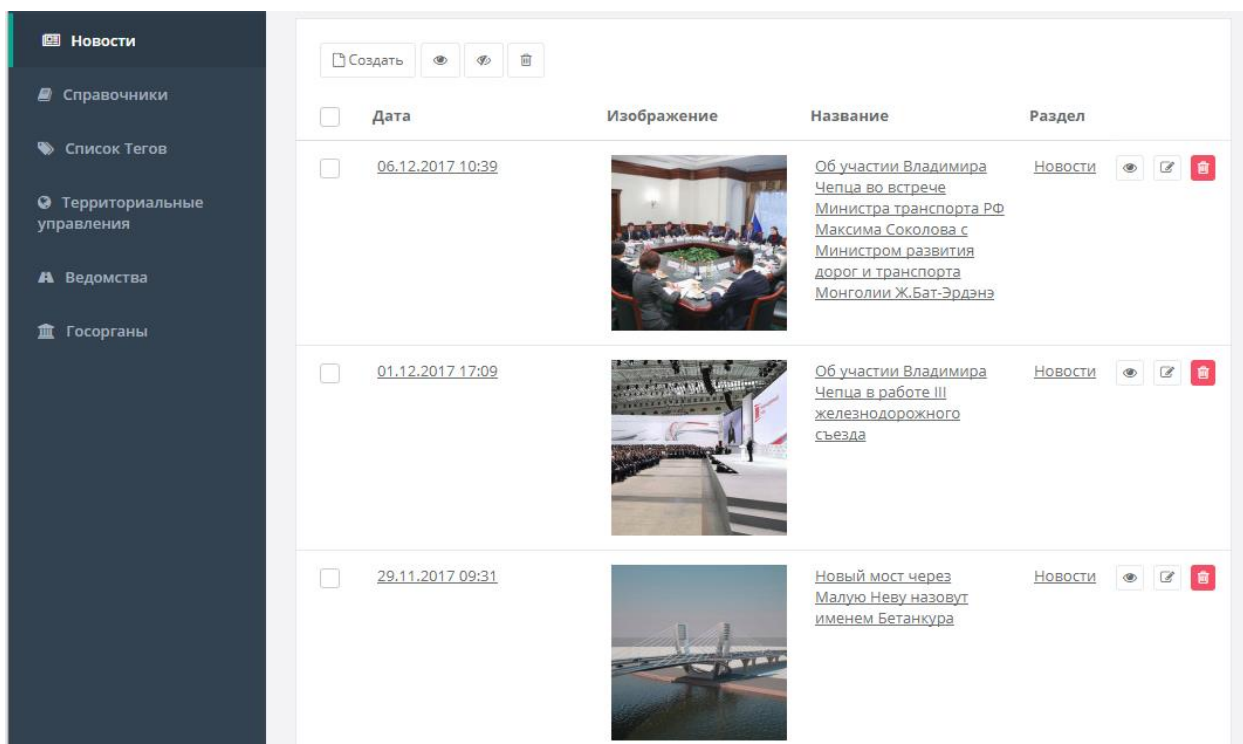 Новости
Справочники
Список Тегов
Территориальные
управления
Ведомства
Госорганы
Создать
Дата Изображение Название Раздел
06.12.2017 10:39
Об участии Владимира
Чепца во встрече
Министра транспорта РФ
Максима Соколова с
Министром развития
дорог и транспорта
Монголии Ж.Бат-Эрдэнэ
Новости
01.12.2017 17:09
Об участии Владимира
Чепца в работе III
железнодорожного
съезда
Новости
29.11.2017 09:31
Новый мост через
Малую Неву назовут
именем Бетанкура
Новости